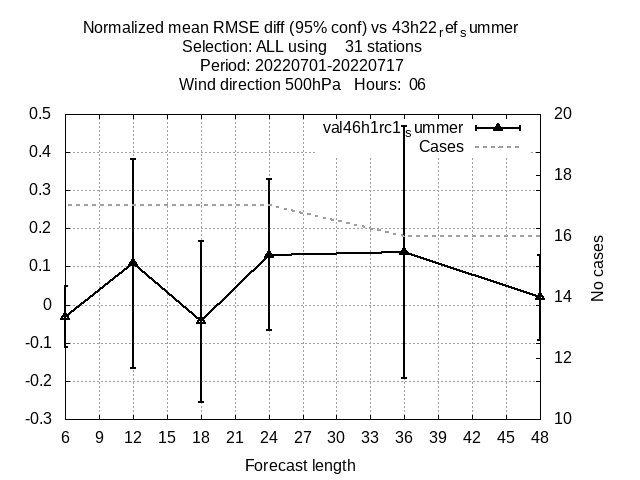 Normalized mean RMSE diff (95% conf) vs 43h22refsummer
Selection: ALL using 31 stations
Period: 20220701-20220717
Wind direction 500hPa Hours: 06
0.5 20
val46h1rc1summer
Cases
0.4
18
0.3
0.2 16
0.1
0 14
-0.1
12
-0.2
-0.3 10
No cases
6 9 12 15 18 21 24 27 30 33 36 39 42 45 48
Forecast length